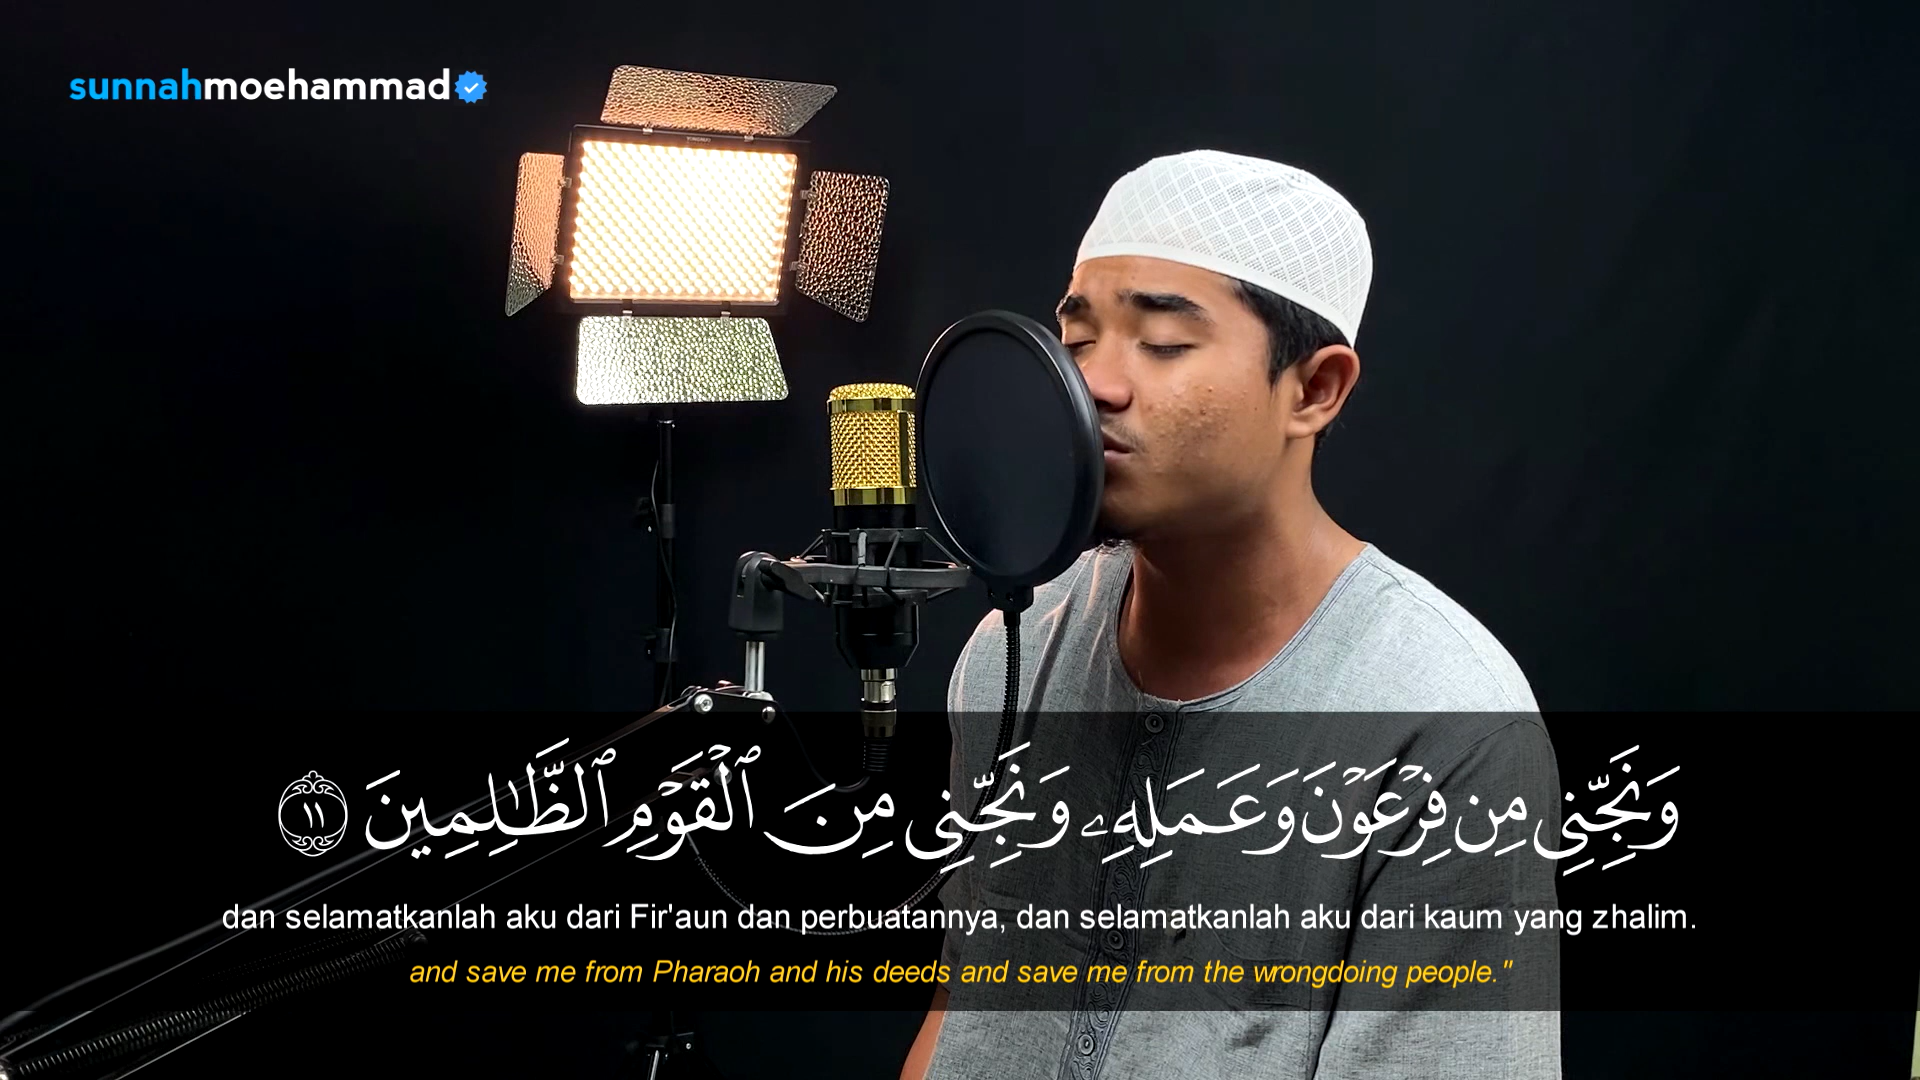 sunnahmoehammad
وَنَجِّنِى مِن فِرْعَوْنَ وَعَمَلِهِۦ وَنَجِّنِى مِنَ ٱلْقَوْمِ ٱلظَّٰلِمِينَ ١١
dan selamatkanlah aku dari Fir'aun dan perbuatannya, dan selamatkanlah aku dari kaum yang zhalim.
and save me from Pharaoh and his deeds and save me from the wrongdoing people."